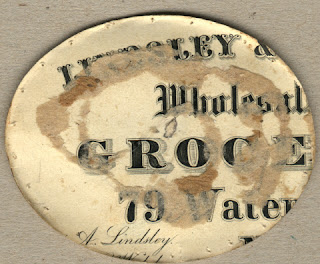 LINDSLEY &
Wholesal
GROCE
79 Water
A. Lindsley.